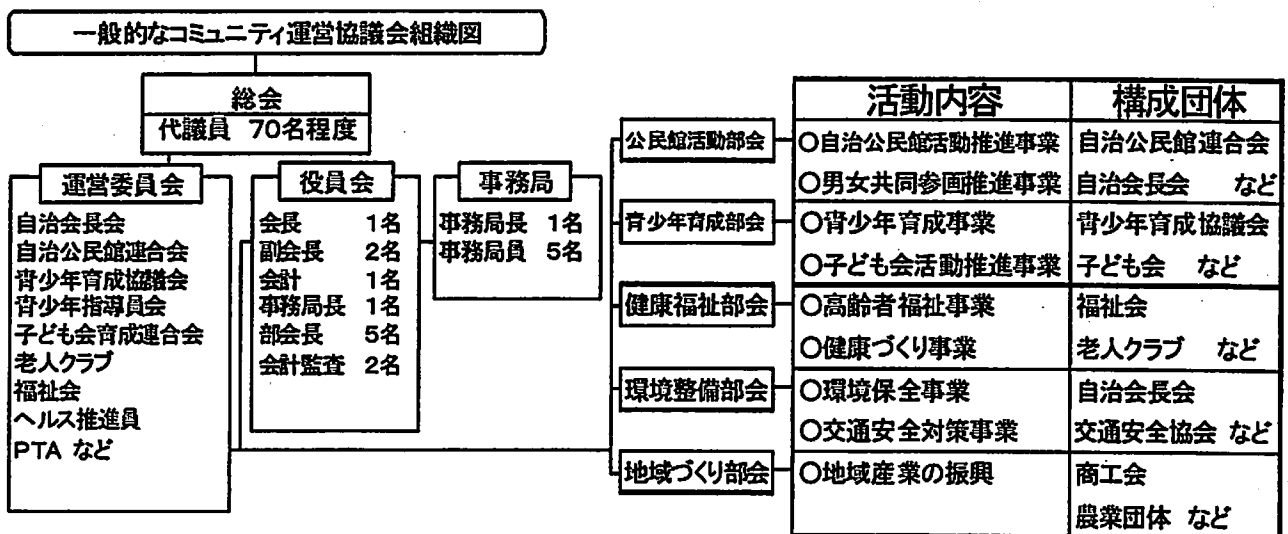 一般的なコミュニティ運営協議会組織図
総会
代議員 70名程度
運営委員会
自治会長会
自治公民館連合会
青少年育成協議会
青少年指導員会
子ども会育成連合会
老人クラブ
福祉会
ヘルス推進員
PTA など
役員会
会長 1名
副会長 2名
会計 1名
事務局長 1名
部会長 5名
会計監査 2名
事務局
事務局長 1名
事務局員 5名
活動内容 構成団体
公民館活動部会
○自治公民館活動推進事業 自治公民館連合会
○男女共同参画推進事業 自治会長会 など
青少年育成部会
○青少年育成事業 青少年育成協議会
○子ども会活動推進事業 子ども会 など
健康福祉部会
○高齢者福祉事業 福祉会
○健康づくり事業 老人クラブ など
環境整備部会
○環境保全事業 自治会長会
○交通安全対策事業 交通安全協会 など
地域づくり部会
○地域産業の振興 商工会
農業団体 など